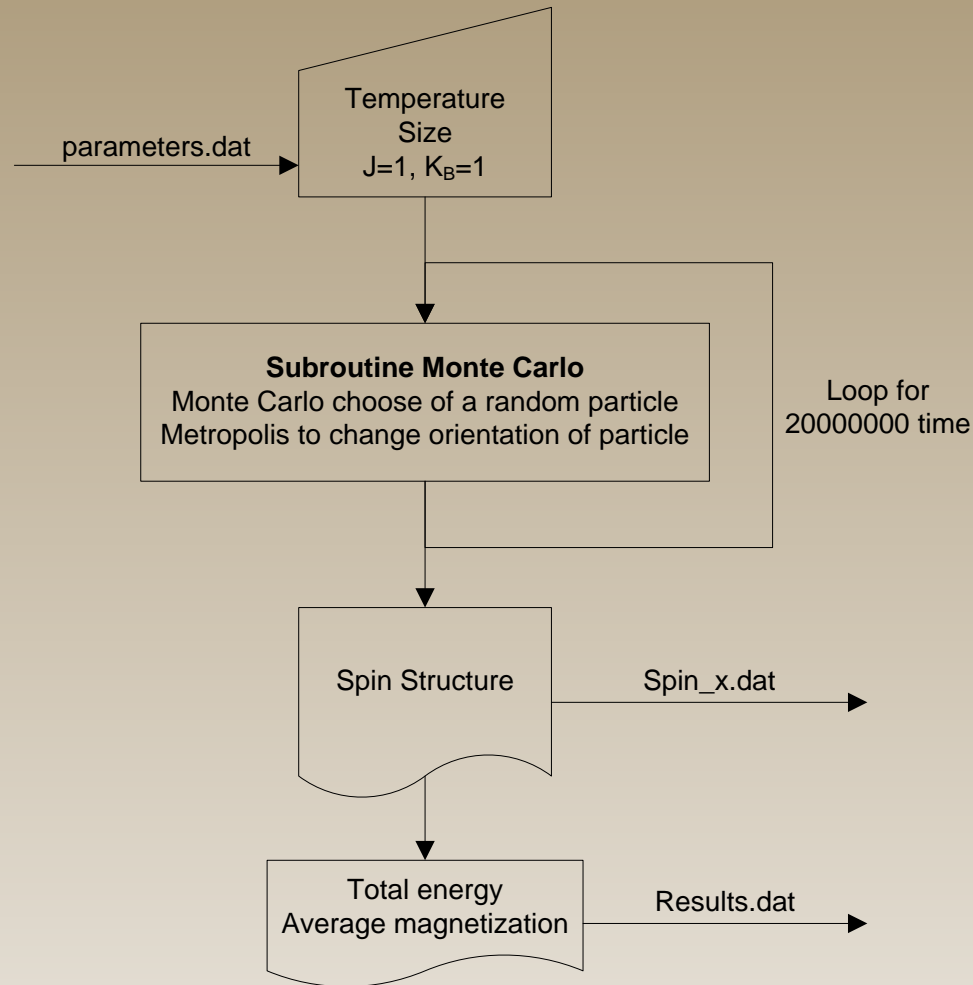 Temperature
Size
J=1, K_B=1
parameters.dat
Subroutine Monte Carlo
Monte Carlo choose of a random particle
Metropolis to change orientation of particle
Loop for
20000000 time
Spin Structure
Spin_x.dat
Total energy
Average magnetization
Results.dat